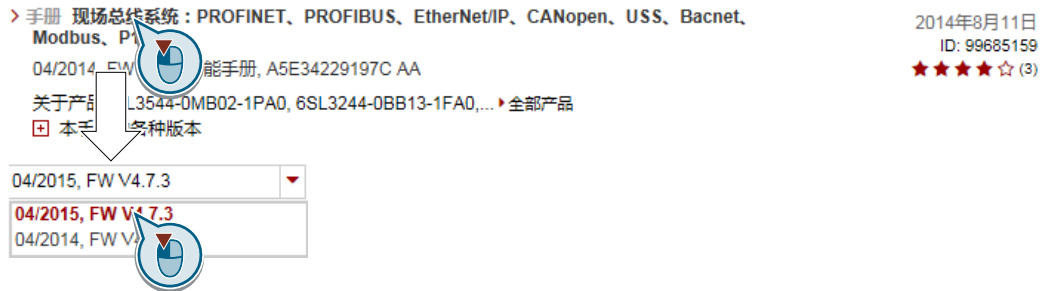 手册 现场总线系统：PROFINET、PROFIBUS、EtherNet/IP、CANopen、USS、Bacnet、
Modbus、
04/2014, FW 能手册, A5E34229197C AA
关于产品 L3544-0MB02-1PA0, 6SL3244-0BB13-1FA0,... 全部产品
本手 各种版本
2014年8月11日
ID: 99685159
(3)
04/2015, FW V4.7.3
04/2015, FW V4.7.3
04/2014, FW V4